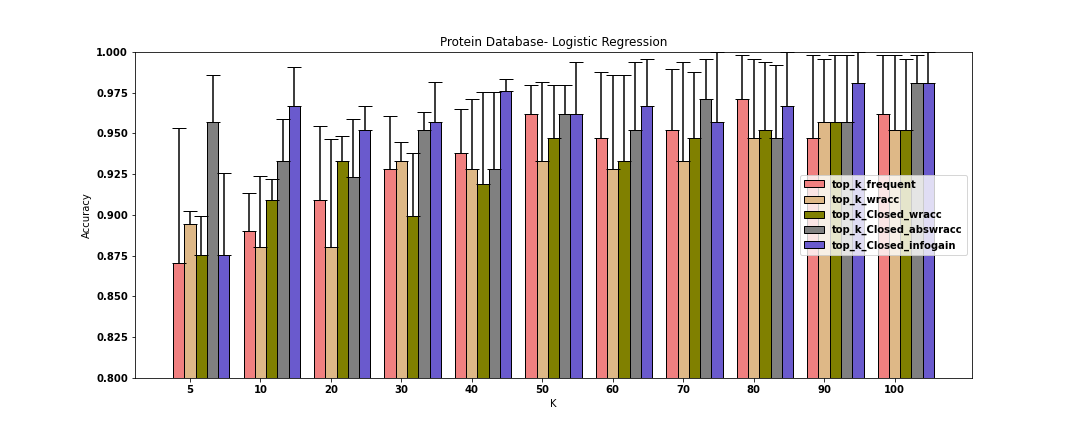 Protein Database- Logistic Regression
1.000
0.975
0.950
0.925
0.900
0.875
0.850
0.825
0.800
Accuracy
top_k_frequent
top_k_wracc
top_k_Closed_wracc
top_k_Closed_abswracc
top_k_Closed_infogain
5 10 20 30 40 50 60 70 80 90 100
K